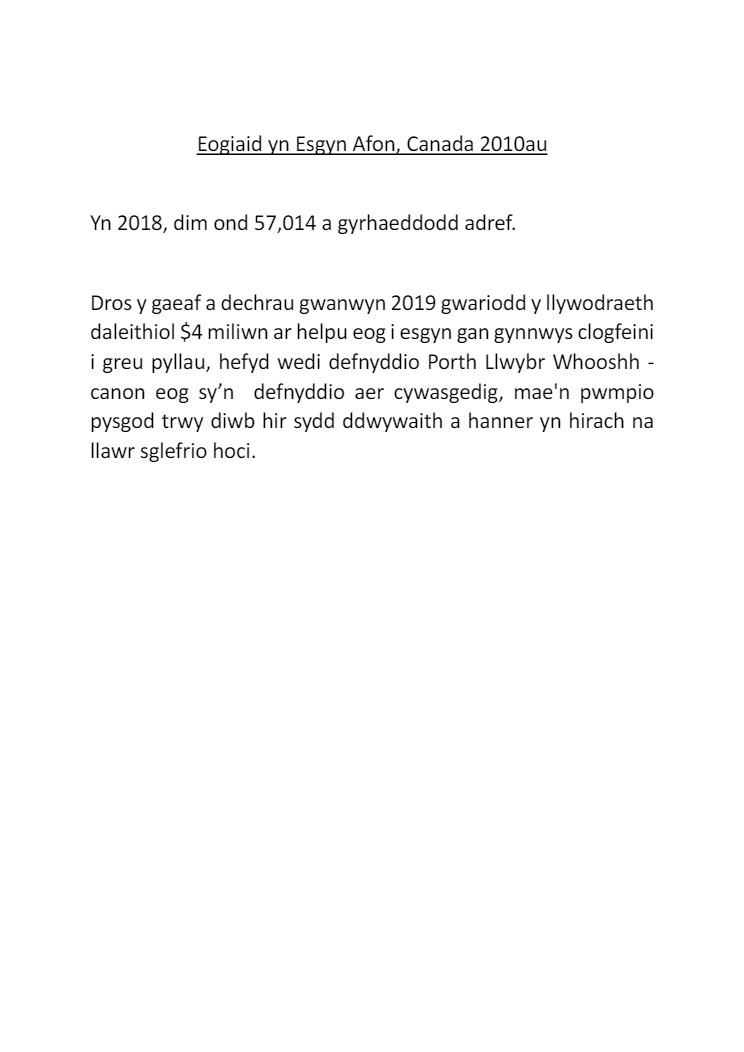 Eogiaid yn Esgyn Afon, Canada 2010au
Yn 2018, dim ond 57,014 a gyrhaeddodd adref.
Dros y gaeaf a dechrau gwanwyn 2019 gwariodd y llywodraeth
daleithiol $4 miliwn ar helpu eog i esgyn gan gynnwys clogfeini
i greu pyllau, hefyd wedi defnyddio Porth Llwybr Whooshh -
canon eog sy’n  defnyddio aer cywasgedig, mae'n pwmpio
pysgod trwy diwb hir sydd ddwywaith a hanner yn hirach na
llawr sglefrio hoci.